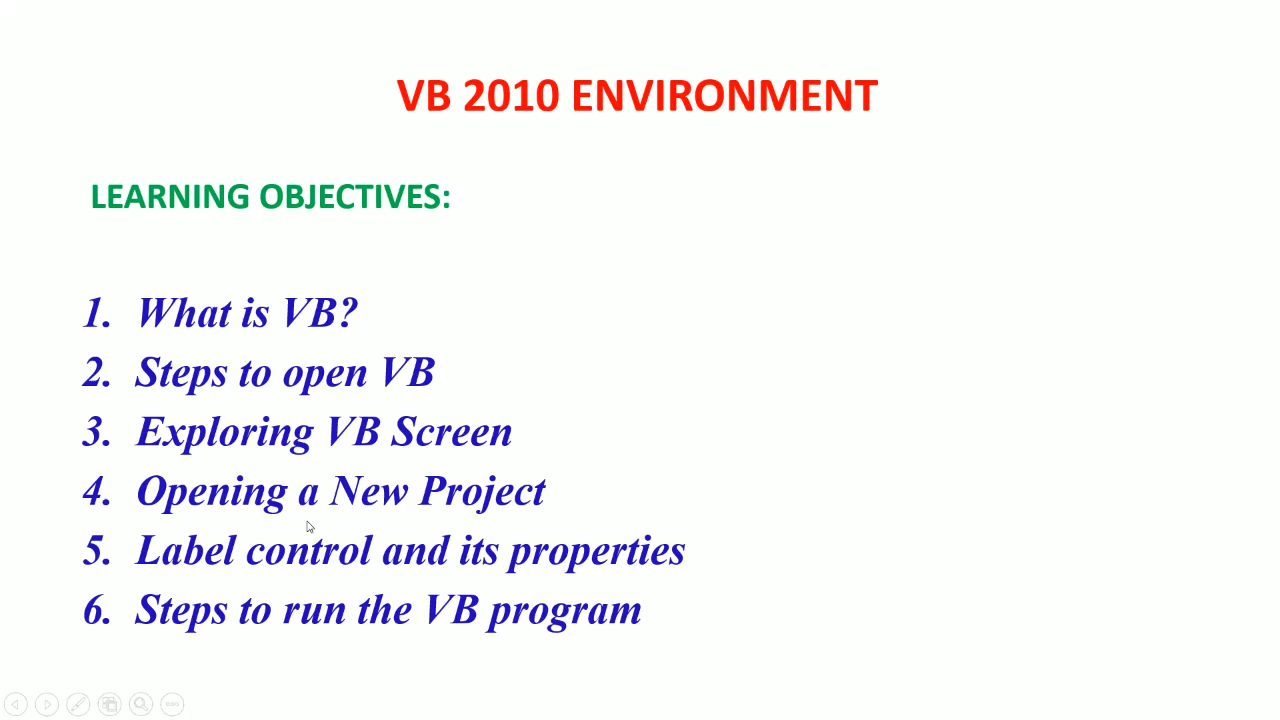 VB 2010 ENVIRONMENT
LEARNING OBJECTIVES:
1. What is VB?
2. Steps to open VB
3. Exploring VB Screen
4. Opening a New Project
5. Label control and its properties
6. Steps to run the VB program